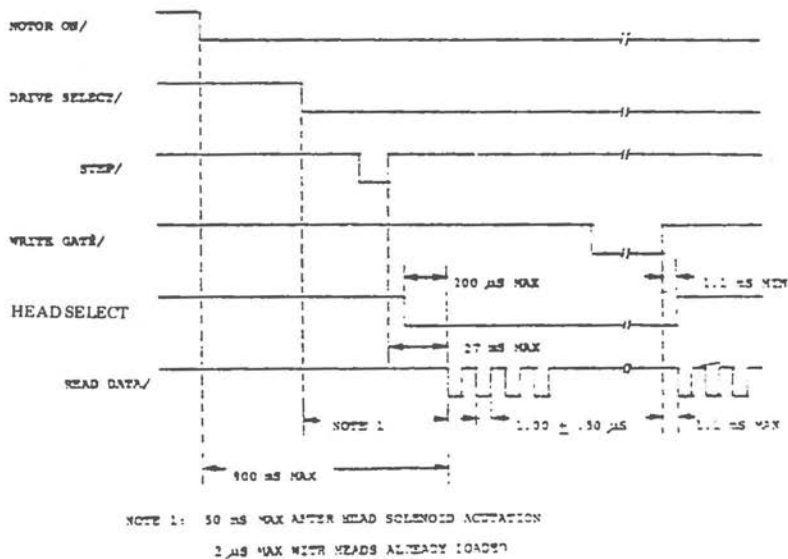 MOTOR ON/
DRIVE SELECT/
STEP/
WRITE GATE/
200 µS MAX
1.1 mS MIN
HEAD SELECT
27 mS MAX
READ DATA/
NOTE 1
1.00 ± .50 µS
1.1 mS MAX
400 mS MAX
NOTE 1: 50 mS MAX AFTER HEAD SOLENOID ACUTATION
2 µS MAX WITH HEADS ALREADY LOADED